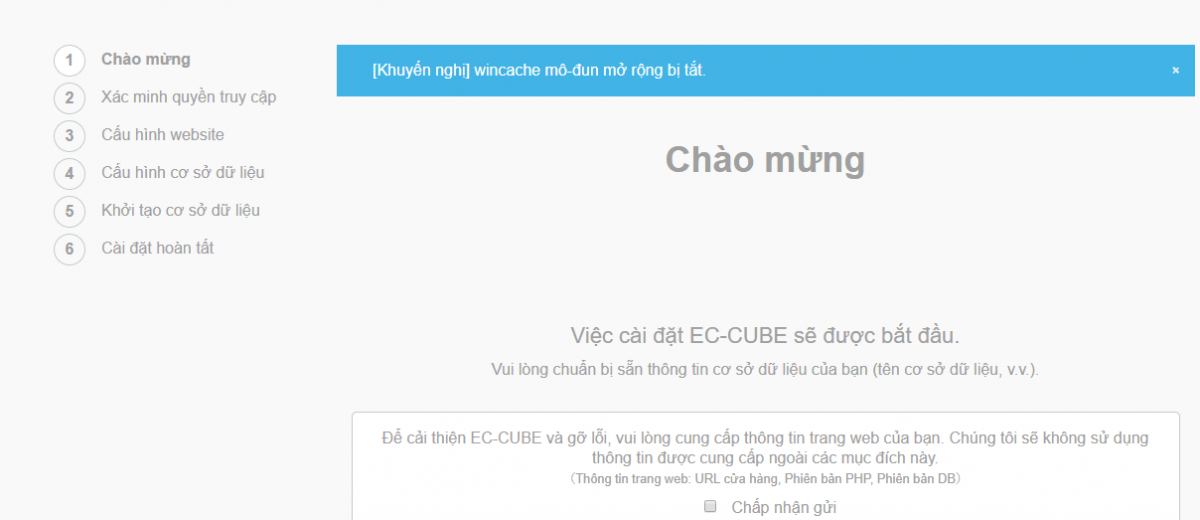 1 Chào mừng
2 Xác minh quyền truy cập
3 Cấu hình website
4 Cấu hình cơ sở dữ liệu
5 Khởi tạo cơ sở dữ liệu
6 Cài đặt hoàn tất
[Khuyến nghị] wincache mô-đun mở rộng bị tắt. ×
Chào mừng
Việc cài đặt EC-CUBE sẽ được bắt đầu.
Vui lòng chuẩn bị sẵn thông tin cơ sở dữ liệu của bạn (tên cơ sở dữ liệu, v.v.).
Để cải thiện EC-CUBE và gỡ lỗi, vui lòng cung cấp thông tin trang web của bạn. Chúng tôi sẽ không sử dụng
thông tin được cung cấp ngoài các mục đích này.
（Thông tin trang web: URL cửa hàng, Phiên bản PHP, Phiên bản DB）
Chấp nhận gửi